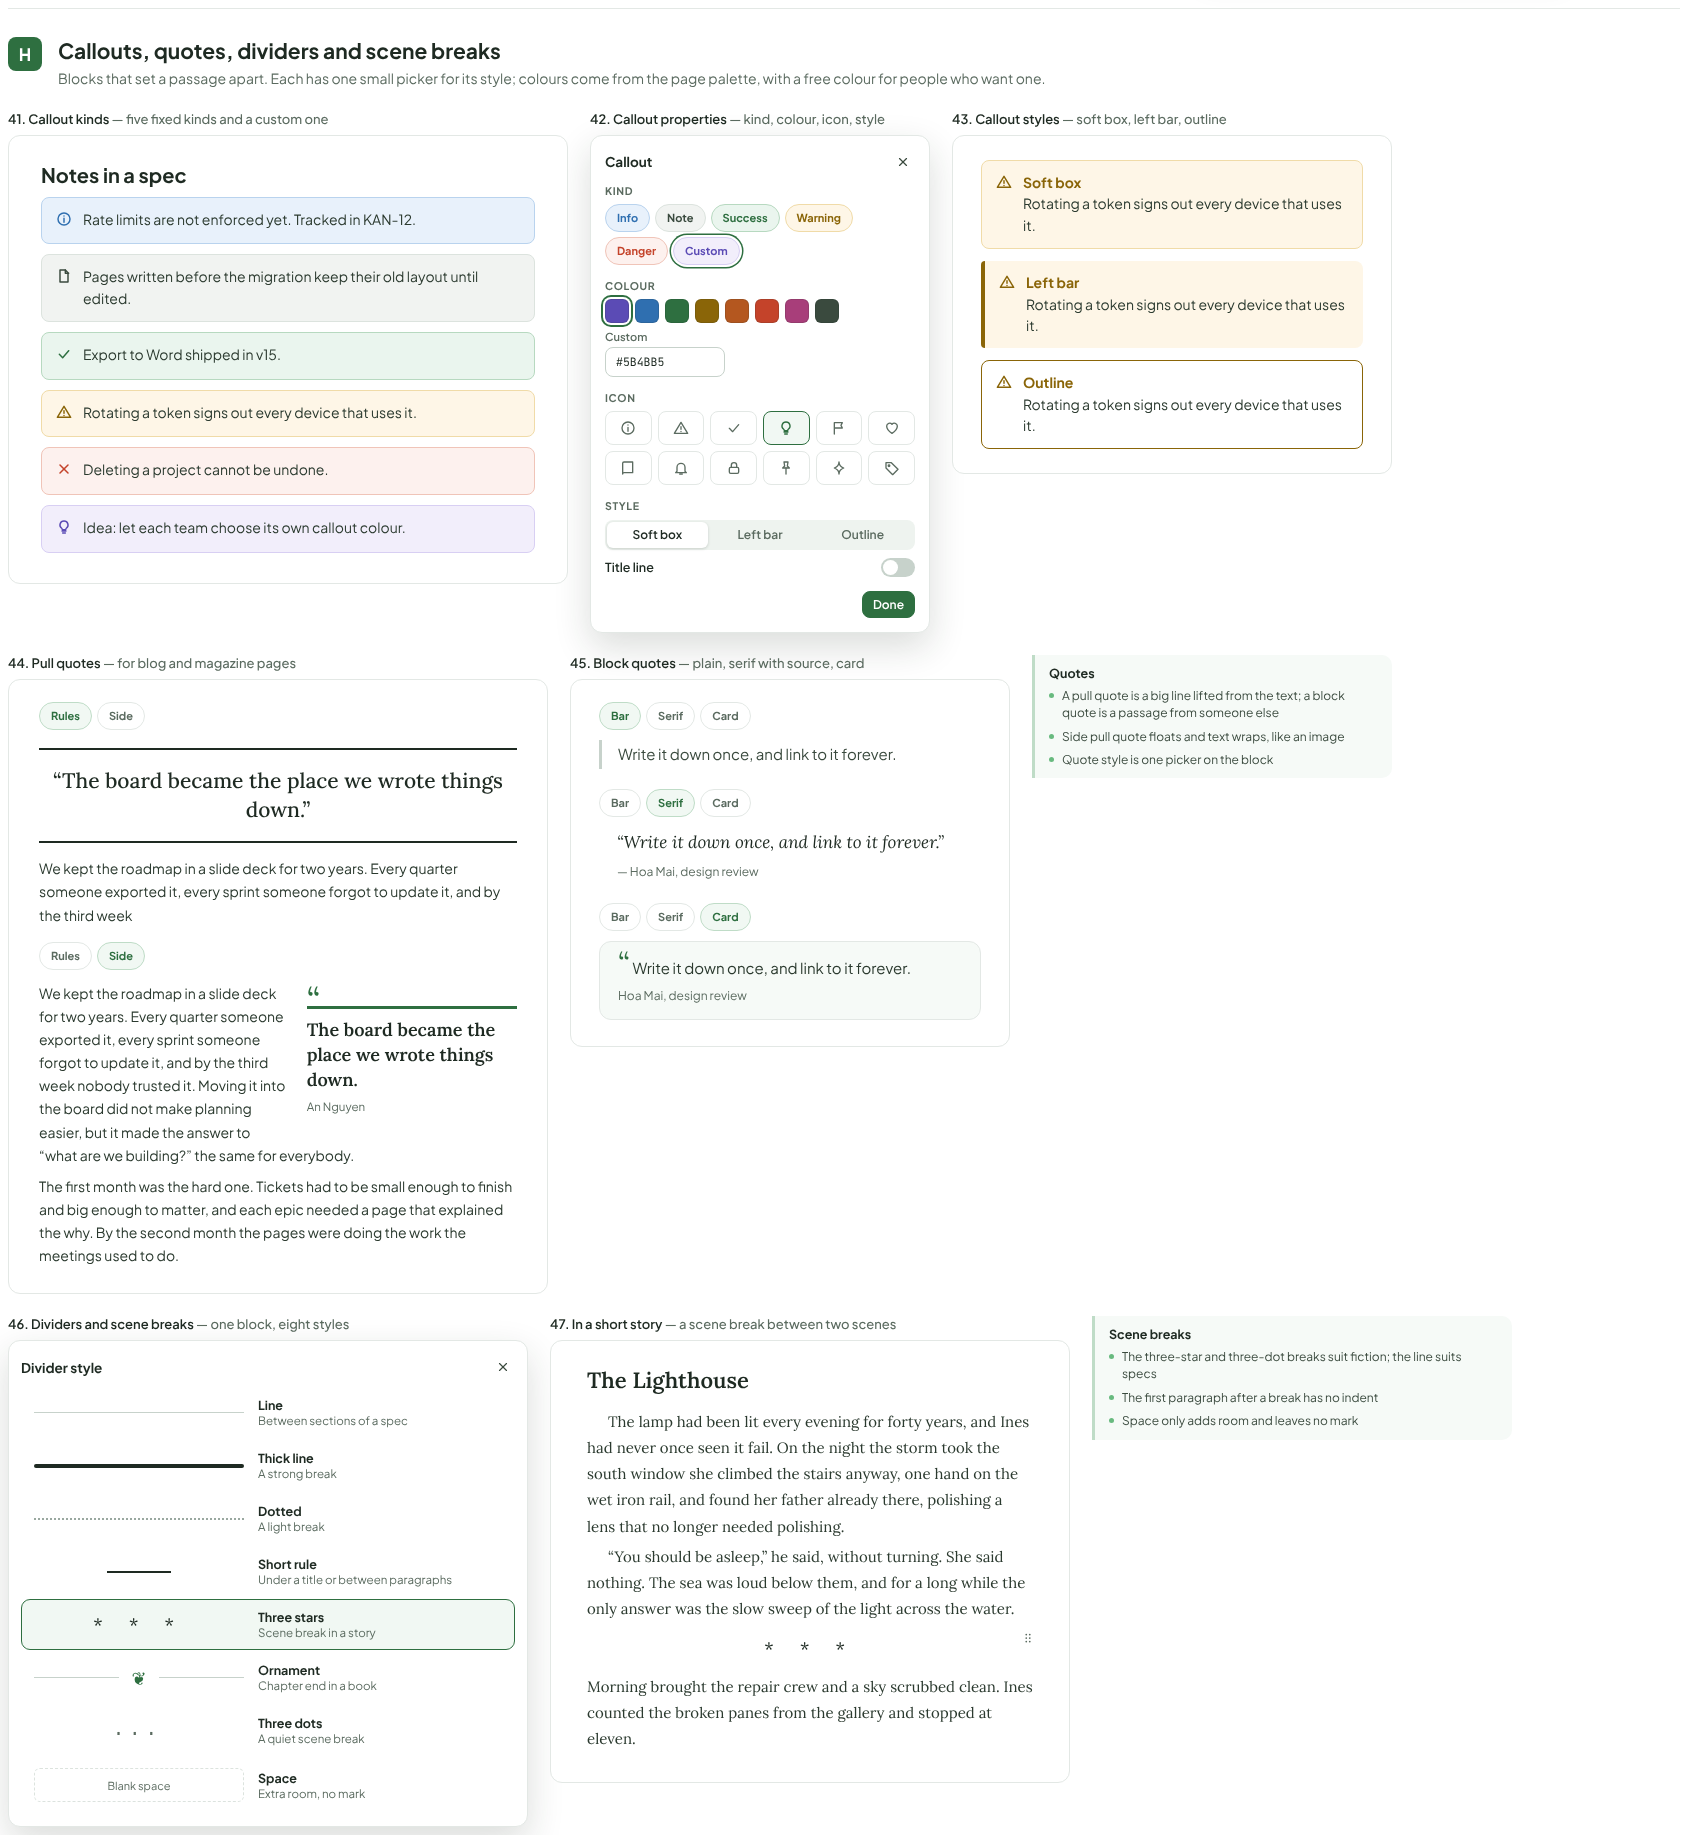 H
Callouts, quotes, dividers and scene breaks
Blocks that set a passage apart. Each has one small picker for its style; colours come from the page palette, with a free colour for people who want one.
41. Callout kinds — five fixed kinds and a custom one
Notes in a spec
Rate limits are not enforced yet. Tracked in KAN-12.
Pages written before the migration keep their old layout until
edited.
Export to Word shipped in v15.
Rotating a token signs out every device that uses it.
Deleting a project cannot be undone.
Idea: let each team choose its own callout colour.
42. Callout properties — kind, colour, icon, style
Callout
KIND
Info Note Success Warning
Danger Custom
COLOUR
Custom
#5B4BB5
ICON
STYLE
Soft box Left bar Outline
Title line
Done
43. Callout styles — soft box, left bar, outline
Soft box
Rotating a token signs out every device that uses
it.
Left bar
Rotating a token signs out every device that uses
it.
Outline
Rotating a token signs out every device that uses
it.
44. Pull quotes — for blog and magazine pages
Rules Side
“The board became the place we wrote things
down.”
We kept the roadmap in a slide deck for two years. Every quarter
someone exported it, every sprint someone forgot to update it, and by
the third week
Rules Side
We kept the roadmap in a slide deck
for two years. Every quarter someone
exported it, every sprint someone
forgot to update it, and by the third
week nobody trusted it. Moving it into
the board did not make planning
easier, but it made the answer to
“what are we building?” the same for everybody.
“
The board became the
place we wrote things
down.
An Nguyen
The first month was the hard one. Tickets had to be small enough to finish
and big enough to matter, and each epic needed a page that explained
the why. By the second month the pages were doing the work the
meetings used to do.
45. Block quotes — plain, serif with source, card
Bar Serif Card
Write it down once, and link to it forever.
Bar Serif Card
“Write it down once, and link to it forever.”
— Hoa Mai, design review
Bar Serif Card
“ Write it down once, and link to it forever.
Hoa Mai, design review
Quotes
A pull quote is a big line lifted from the text; a block
quote is a passage from someone else
Side pull quote floats and text wraps, like an image
Quote style is one picker on the block
46. Dividers and scene breaks — one block, eight styles
Divider style
Line
Between sections of a spec
Thick line
A strong break
Dotted
A light break
Short rule
Under a title or between paragraphs
* * *
Three stars
Scene break in a story
❦
Ornament
Chapter end in a book
· · ·
Three dots
A quiet scene break
Blank space
Space
Extra room, no mark
47. In a short story — a scene break between two scenes
The Lighthouse
The lamp had been lit every evening for forty years, and Ines
had never once seen it fail. On the night the storm took the
south window she climbed the stairs anyway, one hand on the
wet iron rail, and found her father already there, polishing a
lens that no longer needed polishing.
“You should be asleep,” he said, without turning. She said
nothing. The sea was loud below them, and for a long while the
only answer was the slow sweep of the light across the water.
* * *
Morning brought the repair crew and a sky scrubbed clean. Ines
counted the broken panes from the gallery and stopped at
eleven.
Scene breaks
The three-star and three-dot breaks suit fiction; the line suits
specs
The first paragraph after a break has no indent
Space only adds room and leaves no mark